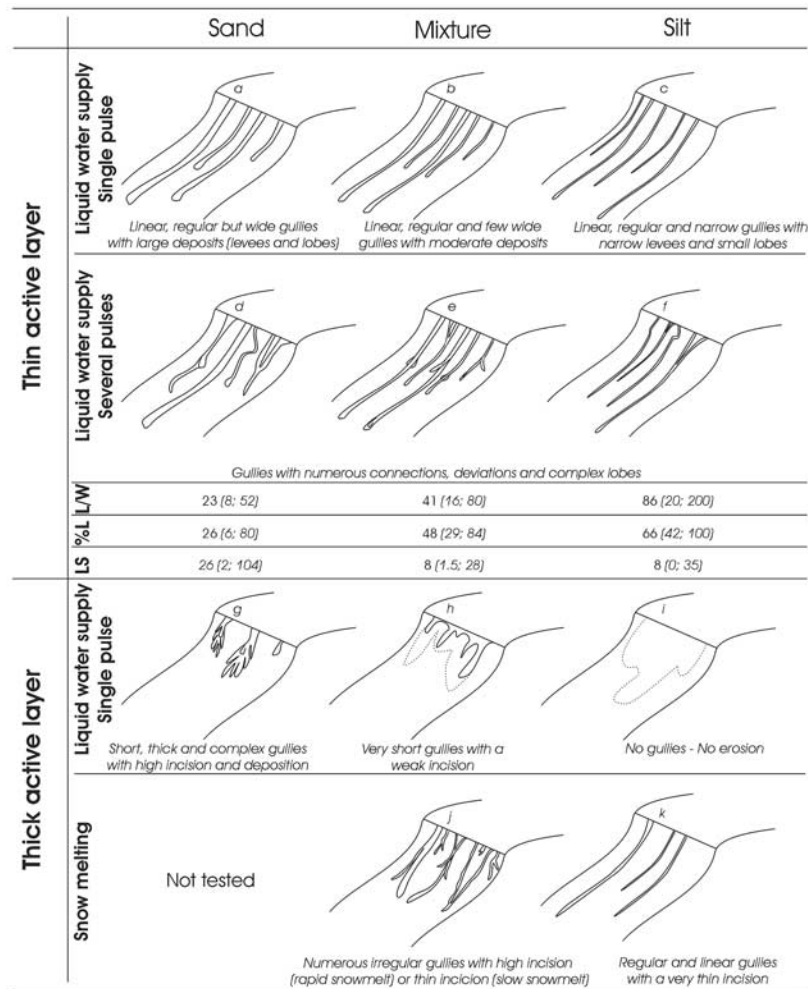 Sand Mixture Silt
Thin active layer
Liquid water supply
Single pulse
a b c
Linear, regular but wide gullies
with large deposits (levees and lobes)
Linear, regular and few wide
gullies with moderate deposits
Linear, regular and narrow gullies with
narrow levees and small lobes
Liquid water supply
Several pulses
d e f
Gullies with numerous connections, deviations and complex lobes
L/W 23 (8; 52) 41 (16; 80) 86 (20; 200)
%L 26 (6; 80) 48 (29; 84) 66 (42; 100)
LS 26 (2; 104) 8 (1.5; 28) 8 (0; 35)
Thick active layer
Liquid water supply
Single pulse
g h i
Short, thick and complex gullies
with high incision and deposition
Very short gullies with a
weak incision
No gullies - No erosion
Snow melting
Not tested
j k
Numerous irregular gullies with high incision
(rapid snowmelt) or thin incicion (slow snowmelt)
Regular and linear gullies
with a very thin incision